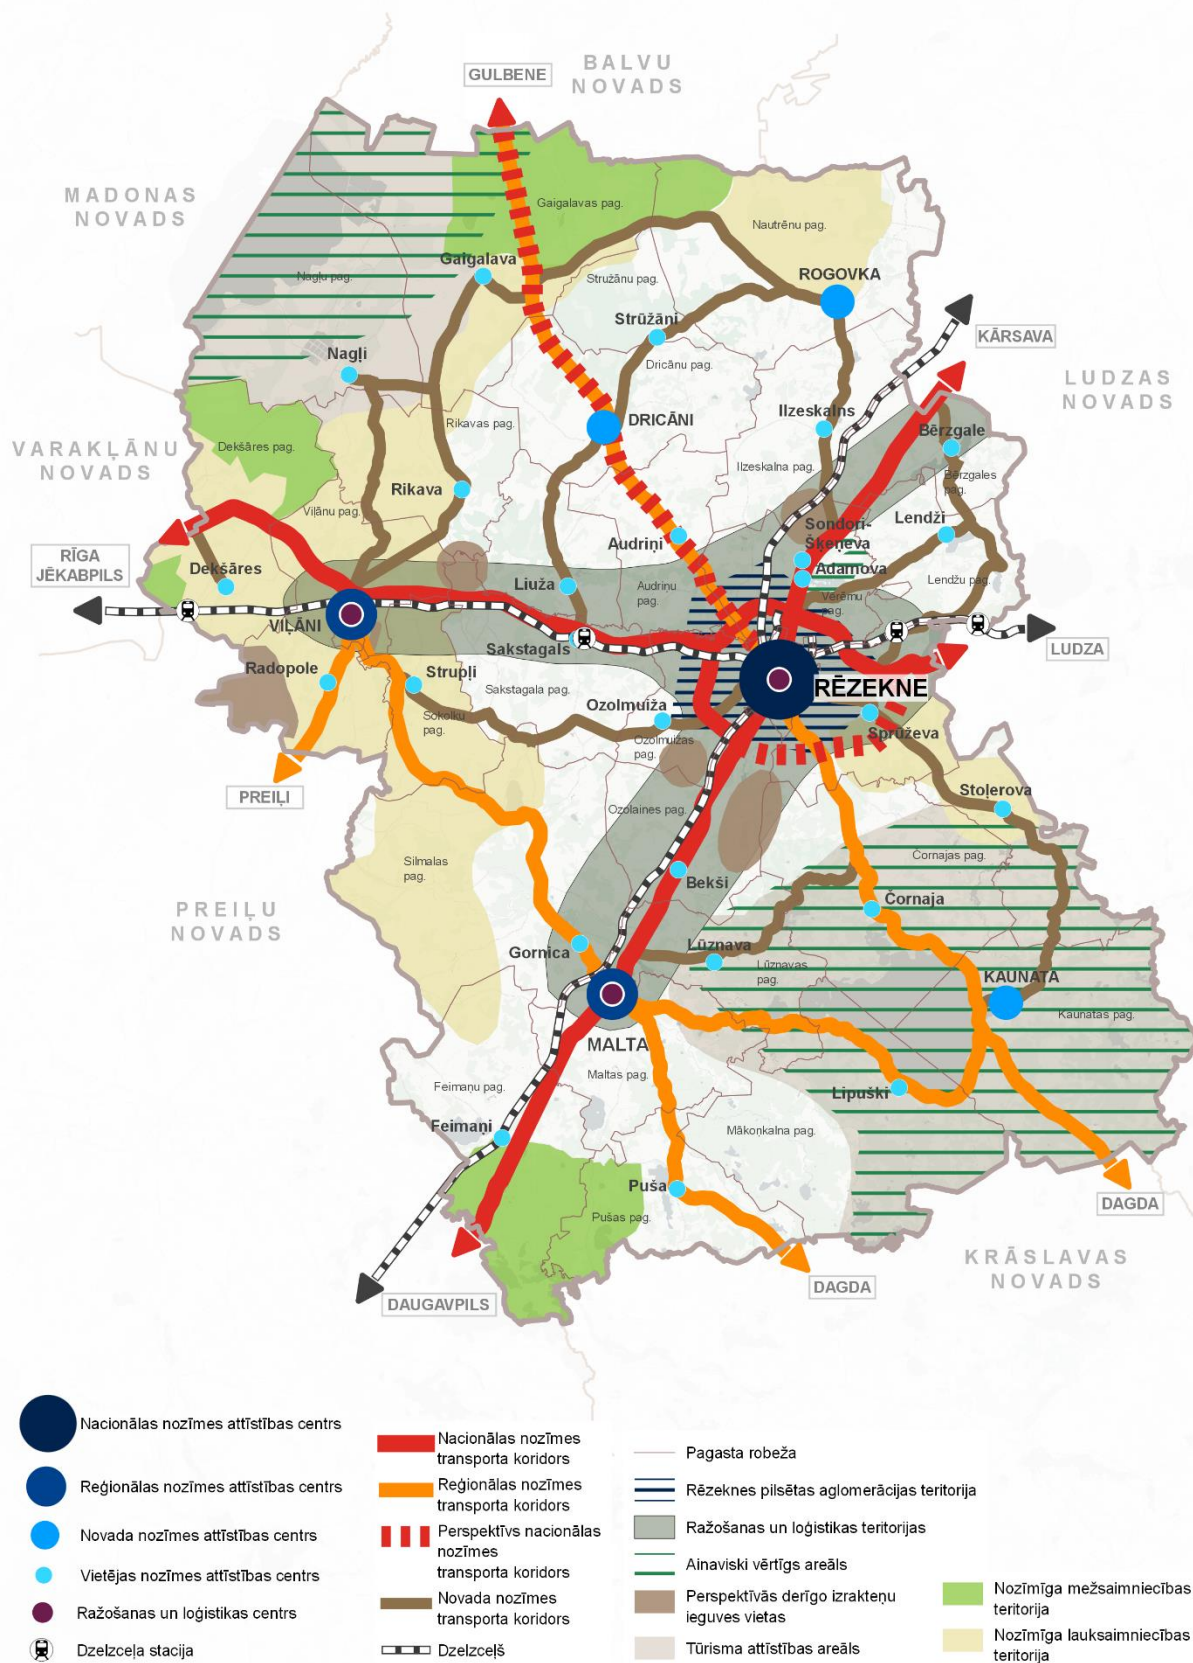 BALVU
NOVADS
GULBENE
MADONAS
NOVADS
Gaigalavas pag.
Nautrēnu pag.
Gaigalava
Nagļu pag.
Stružānu pag.
ROGOVKA
Strūžāni
KĀRSAVA
Nagļi
Dricānu pag.
LUDZAS
NOVADS
DRICĀNI
Ilzeskalns
Rikavas pag.
Bērzgale
VARAKĻĀNU
NOVADS
Dekšāres pag.
Ilzeskalna pag.
Bērzgales
pag.
Rikava
Viļānu pag.
Lendži
Sondori-
Šķeņeva
Audriņi
RĪGA
JĒKABPILS
Dekšāres
Adamova
Liuža
Audriņu
pag.
Lendžu pag.
Vērēmu
pag.
VIĻĀNI
Sakstagals
LUDZA
Radopole
Strupļi
RĒZEKNE
Sakstagala pag.
Ozolmuiža
Sokolku
pag.
Sprūževa
Ozolmuižas
pag.
PREIĻI
Stoļerova
Ozolaines pag.
Silmalas
pag.
Čornajas pag.
Bekši
PREIĻU
NOVADS
Čornaja
Gornica
Lūznava
Lūznavas
pag.
KAUNATA
Kaunatas pag.
MALTA
Maltas pag.
Feimaņu pag.
Lipuški
Feimaņi
Mākoņkalna pag.
Puša
DAGDA
Pušas pag.
KRĀSLAVAS
NOVADS
DAGDA
DAUGAVPILS
Nacionālas nozīmes attīstības centrs
Reģionālas nozīmes attīstības centrs
Novada nozīmes attīstības centrs
Vietējas nozīmes attīstības centrs
Ražošanas un loģistikas centrs
Dzelzceļa stacija
Nacionālas nozīmes
transporta koridors
Reģionālas nozīmes
transporta koridors
Perspektīvs nacionālas
nozīmes
transporta koridors
Novada nozīmes
transporta koridors
Dzelzceļš
Pagasta robeža
Rēzeknes pilsētas aglomerācijas teritorija
Ražošanas un loģistikas teritorijas
Ainaviski vērtīgs areāls
Perspektīvās derīgo izrakteņu
ieguves vietas
Tūrisma attīstības areāls
Nozīmīga mežsaimniecības
teritorija
Nozīmīga lauksaimniecības
teritorija